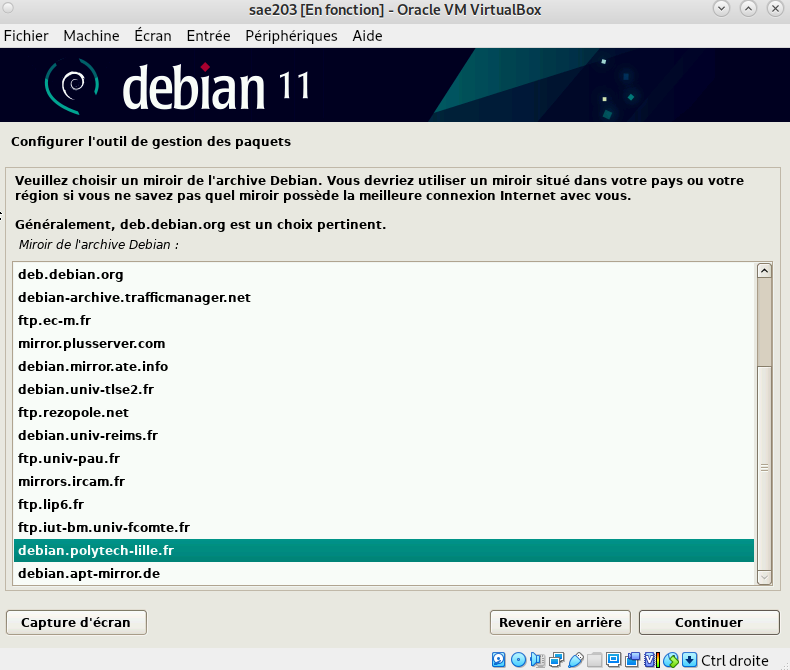 sae203 [En fonction] - Oracle VM VirtualBox
Fichier Machine Écran Entrée Périphériques Aide
debian 11
Configurer l'outil de gestion des paquets
Veuillez choisir un miroir de l'archive Debian. Vous devriez utiliser un miroir situé dans votre pays ou votre
région si vous ne savez pas quel miroir possède la meilleure connexion Internet avec vous.
Généralement, deb.debian.org est un choix pertinent.
Miroir de l'archive Debian :
deb.debian.org
debian-archive.trafficmanager.net
ftp.ec-m.fr
mirror.plusserver.com
debian.mirror.ate.info
debian.univ-tlse2.fr
ftp.rezopole.net
debian.univ-reims.fr
ftp.univ-pau.fr
mirrors.ircam.fr
ftp.lip6.fr
ftp.iut-bm.univ-fcomte.fr
debian.polytech-lille.fr
debian.apt-mirror.de
Capture d'écran Revenir en arrière Continuer
Ctrl droite